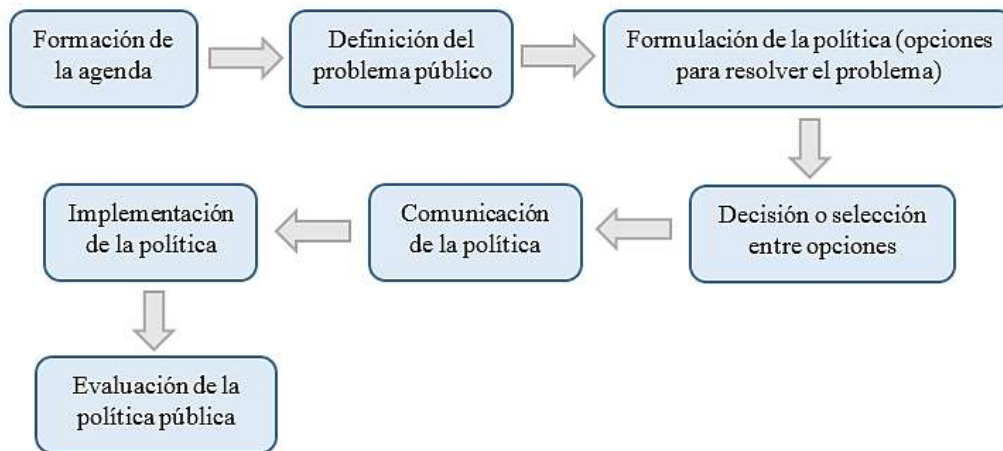 Formación de
la agenda
Definición del
problema público
Formulación de la política (opciones
para resolver el problema)
Decisión o selección
entre opciones
Comunicación
de la política
Implementación
de la política
Evaluación de la
política pública